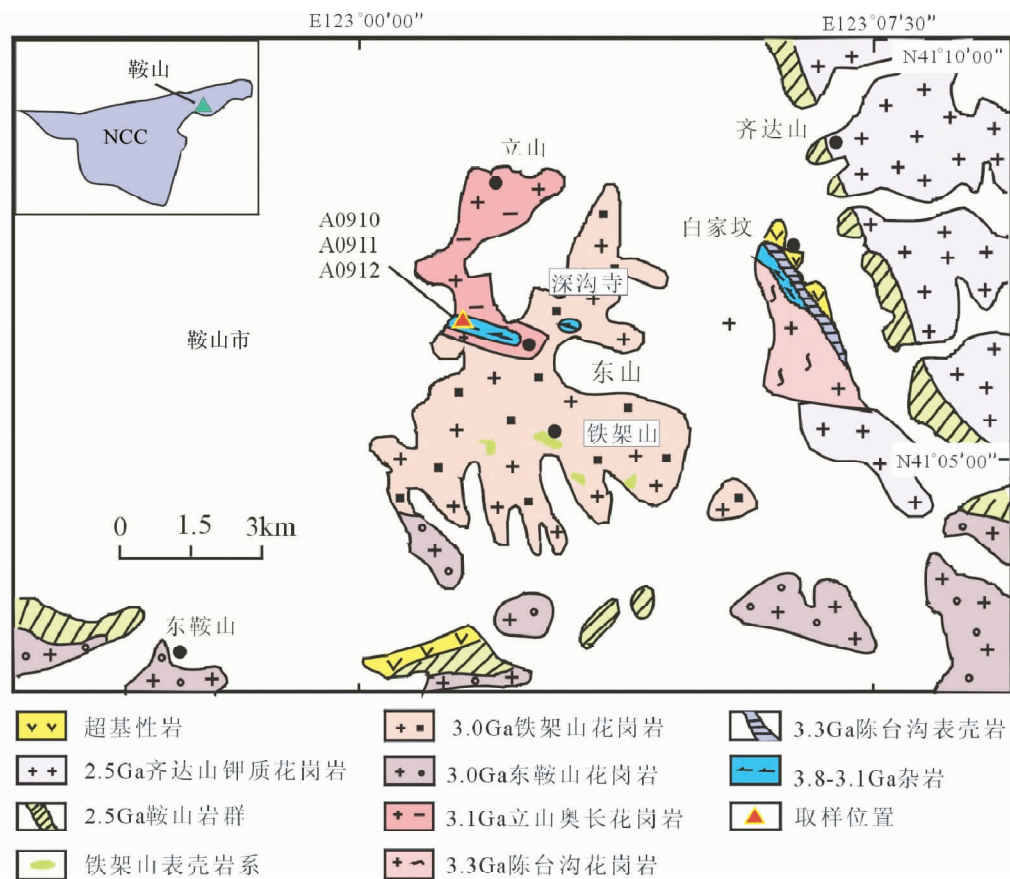 E123°00′00″
E123°07′30″
N41°10′00″
鞍山
NCC
立山
齐达山
A0910
A0911
A0912
白家坟
深沟寺
鞍山市
东山
铁架山
N41°05′00″
0 1.5 3km
东鞍山
超基性岩
3.0Ga铁架山花岗岩
3.3Ga陈台沟表壳岩
2.5Ga齐达山钾质花岗岩
3.0Ga东鞍山花岗岩
3.8-3.1Ga杂岩
2.5Ga鞍山岩群
3.1Ga立山奥长花岗岩
取样位置
铁架山表壳岩系
3.3Ga陈台沟花岗岩